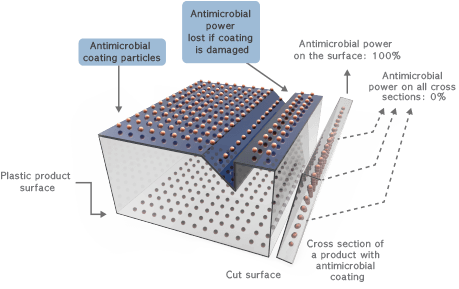 Antimicrobial
coating particles
Antimicrobial
power
lost if coating
is damaged
Antimicrobial power
on the surface: 100%
Antimicrobial
power on all cross
sections: 0%
Plastic product
surface
Cut surface
Cross section of
a product with
antimicrobial
coating